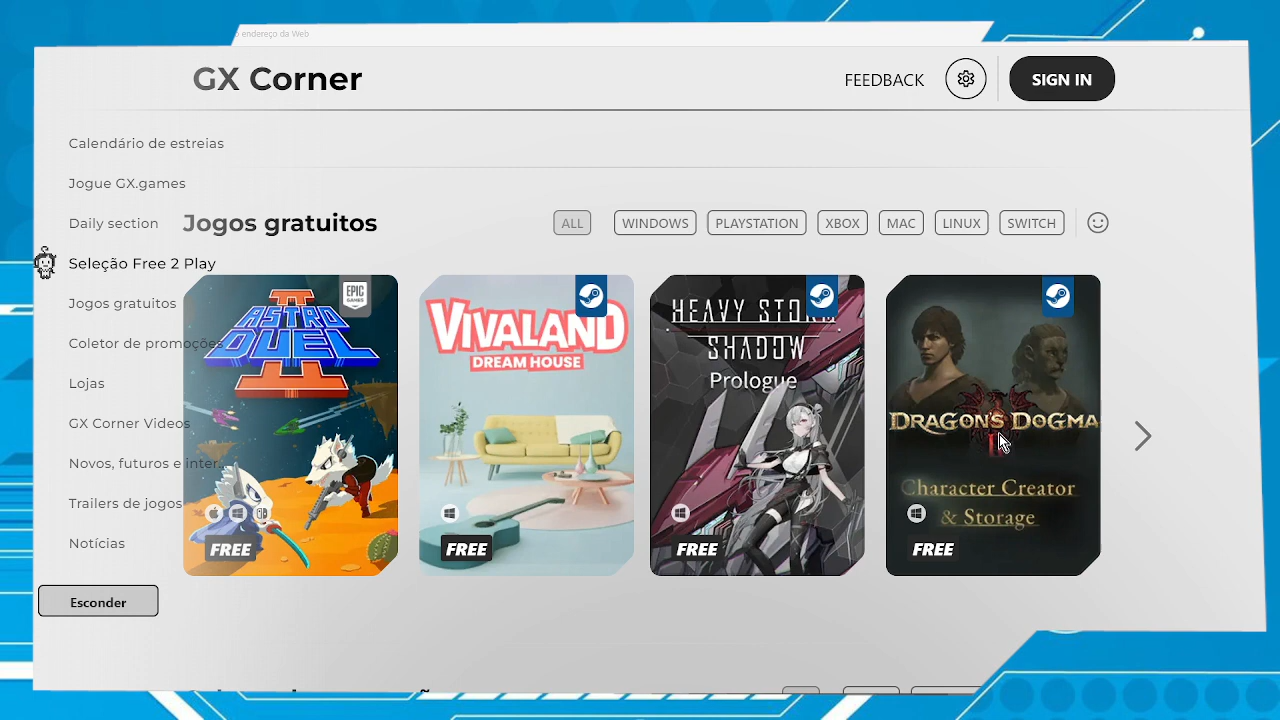 endereço da Web
GX Corner
FEEDBACK
SIGN IN
Calendário de estreias
Jogue GX.games
Daily section
Seleção Free 2 Play
Jogos gratuitos
Coletor de promoções
Lojas
GX Corner Videos
Novos, futuros e inter...
Trailers de jogos
Notícias
Esconder
Jogos gratuitos
ALL
WINDOWS
PLAYSTATION
XBOX
MAC
LINUX
SWITCH
EPIC
GAMES
ASTRO
DUEL
II
FREE
VIVALAND
DREAM HOUSE
FREE
HEAVY STORM
SHADOW
Prologue
FREE
DRAGON'S DOGMA
II
Character Creator
& Storage
FREE